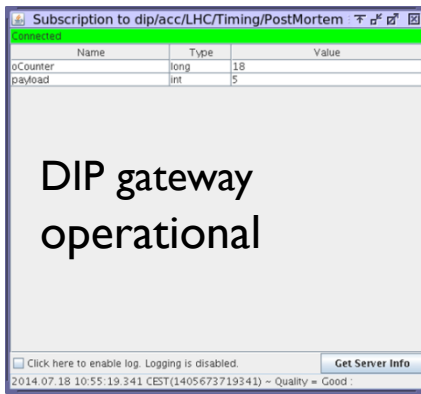 Subscription to dip/acc/LHC/Timing/PostMortem
Connected
Name Type Value
oCounter long 18
payload int 5
DIP gateway
operational
Click here to enable log. Logging is disabled. Get Server Info
2014.07.18 10:55:19.341 CEST(1405673719341) ~ Quality = Good :